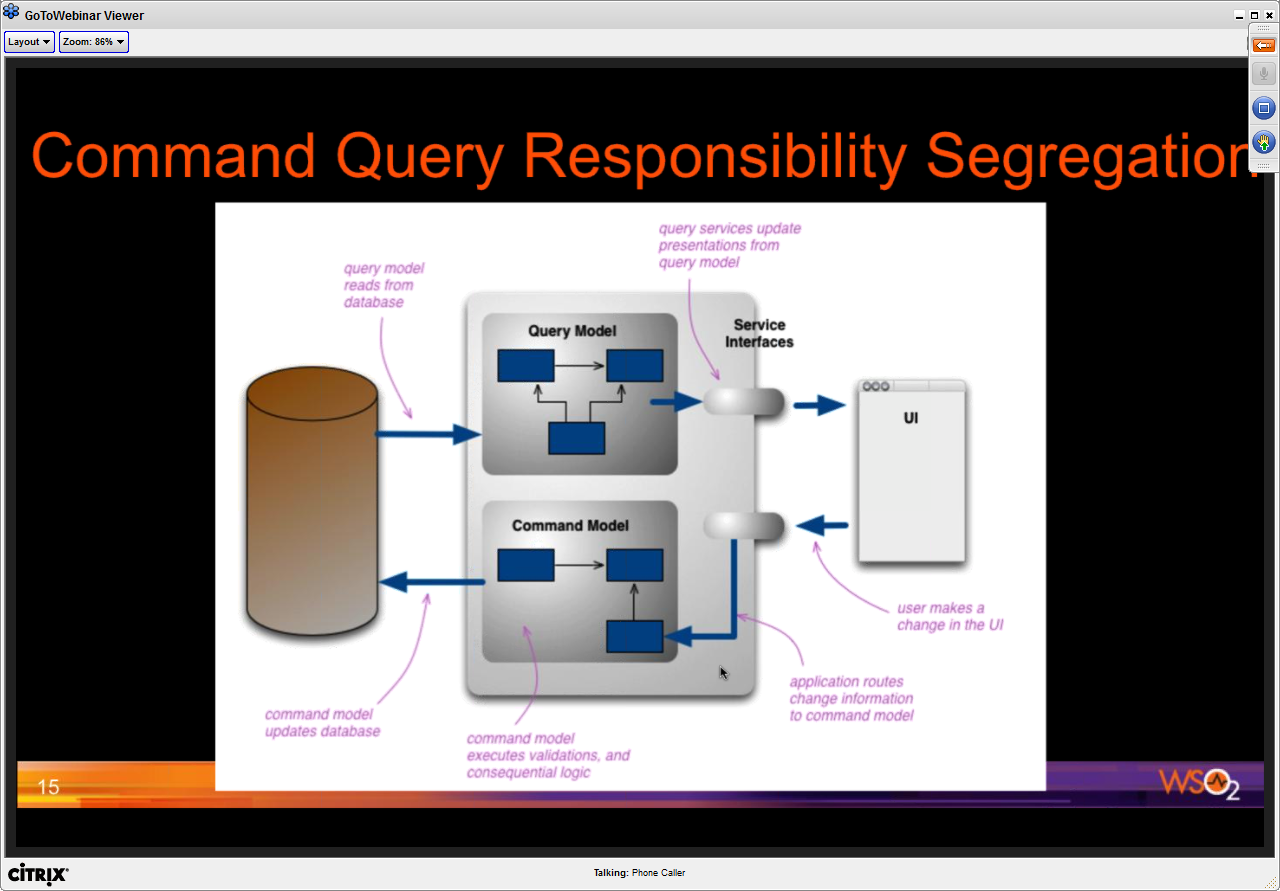 GoToWebinar Viewer
Layout
Zoom: 86%
Command Query Responsibility Segregation
query services update
presentations from
query model
query model
reads from
database
Query Model
Service
Interfaces
UI
Command Model
user makes a
change in the UI
application routes
change information
to command model
command model
updates database
command model
executes validations, and
consequential logic
15
WSO2
CITRIX
Talking: Phone Caller